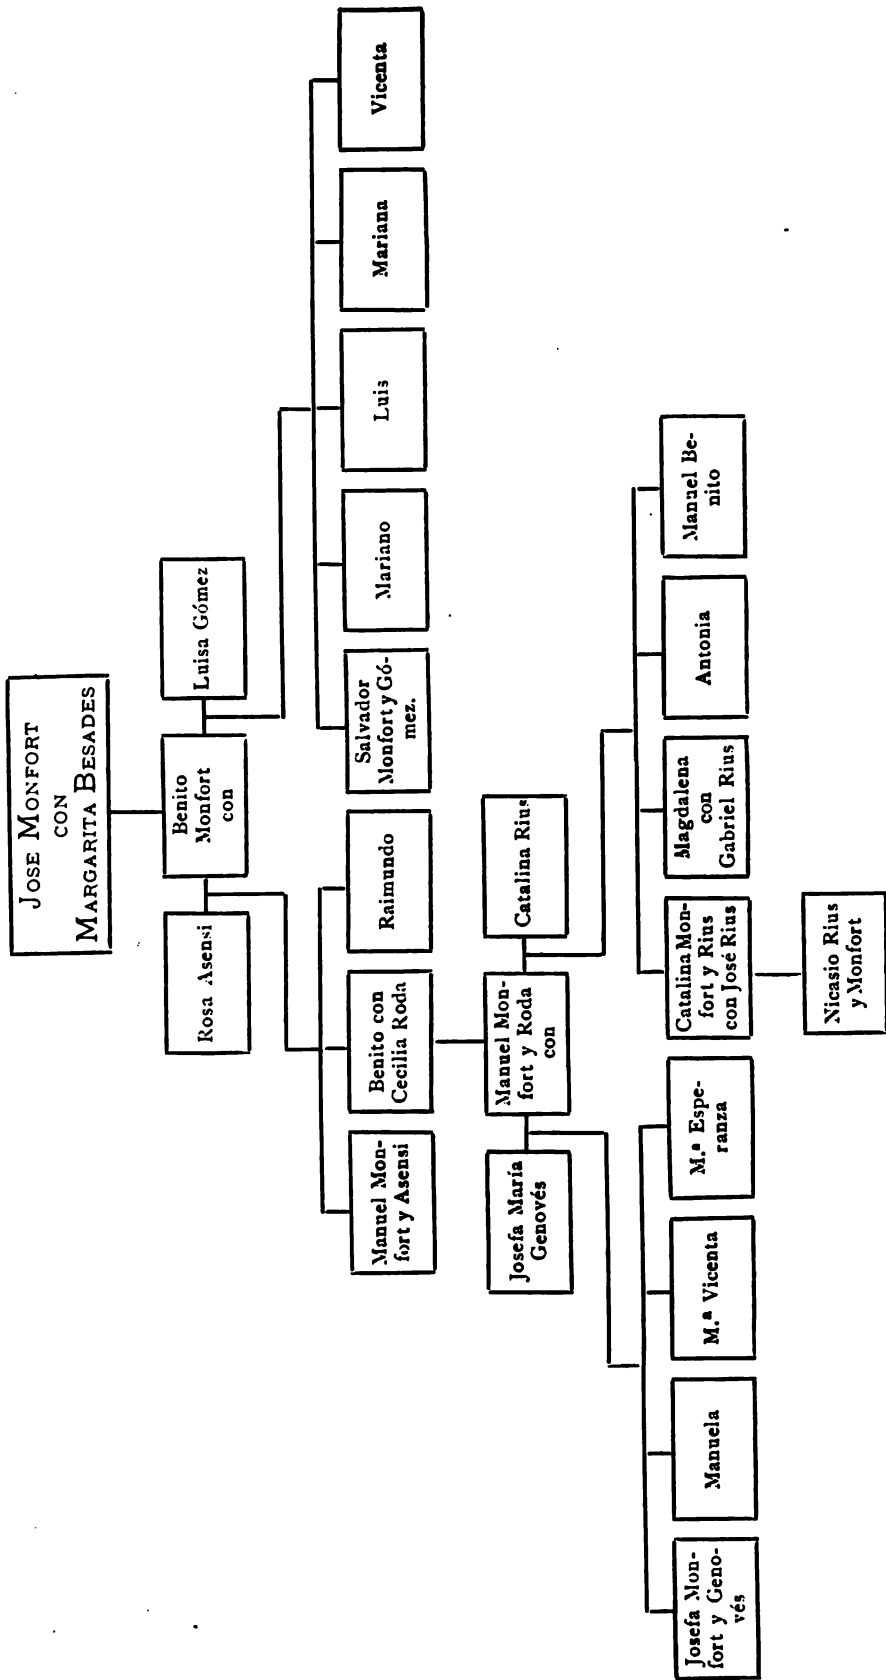 JOSE MONFORT
CON
MARGARITA BESADES
Rosa Asensi
Benito
Monfort
con
Luisa Gómez
Manuel Mon-
fort y Asensi
Benito con
Cecilia Roda
Raimundo
Salvador
Monfort y Gó-
mez.
Mariano
Luis
Mariana
Vicenta
Josefa María
Genovés
Manuel Mon-
fort y Roda
con
Catalina Rius
Josefa Mon-
fort y Geno-
vés
Manuela
M.ª Vicenta
M.ª Espe-
ranza
Catalina Mon-
fort y Rius
con José Rius
Magdalena
con
Gabriel Rius
Antonia
Manuel Be-
nito
Nicasio Rius
y Monfort